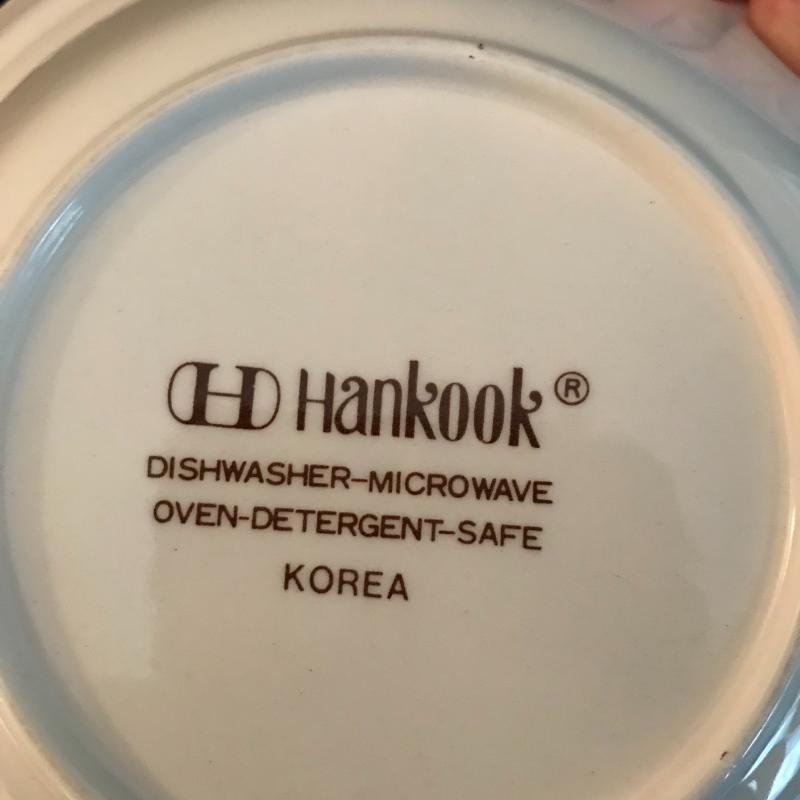 H Hankook®
DISHWASHER-MICROWAVE
OVEN-DETERGENT-SAFE
KOREA